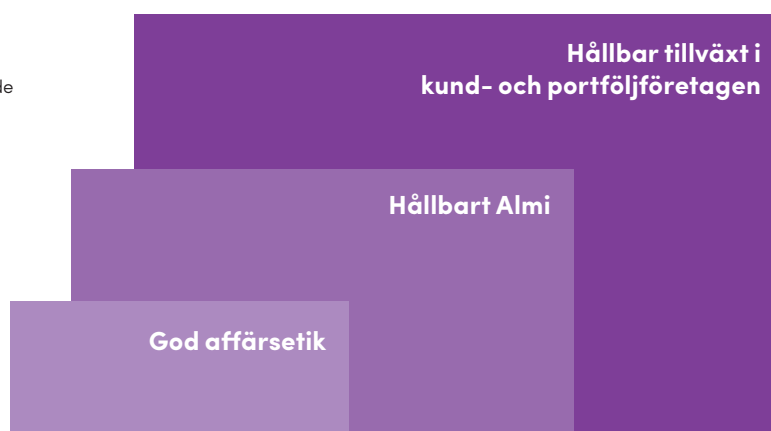 Hållbar tillväxt i
kund- och portföljföretagen
Hållbart Almi
God affärsetik